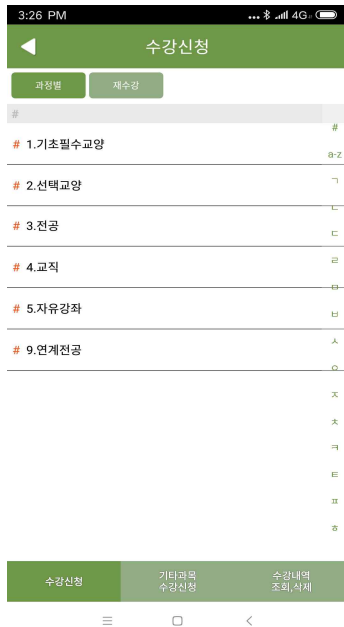 3:26 PM
4G
수강신청
과정별
재수강
#
# 1.기초필수교양
# 2.선택교양
# 3.전공
# 4.교직
# 5.자유강좌
# 9.연계전공
#
a-z
ㄱ
ㄴ
ㄷ
ㄹ
ㅁ
ㅂ
ㅅ
ㅇ
ㅈ
ㅊ
ㅋ
ㅌ
ㅍ
ㅎ
수강신청
기타과목
수강신청
수강내역
조회,삭제